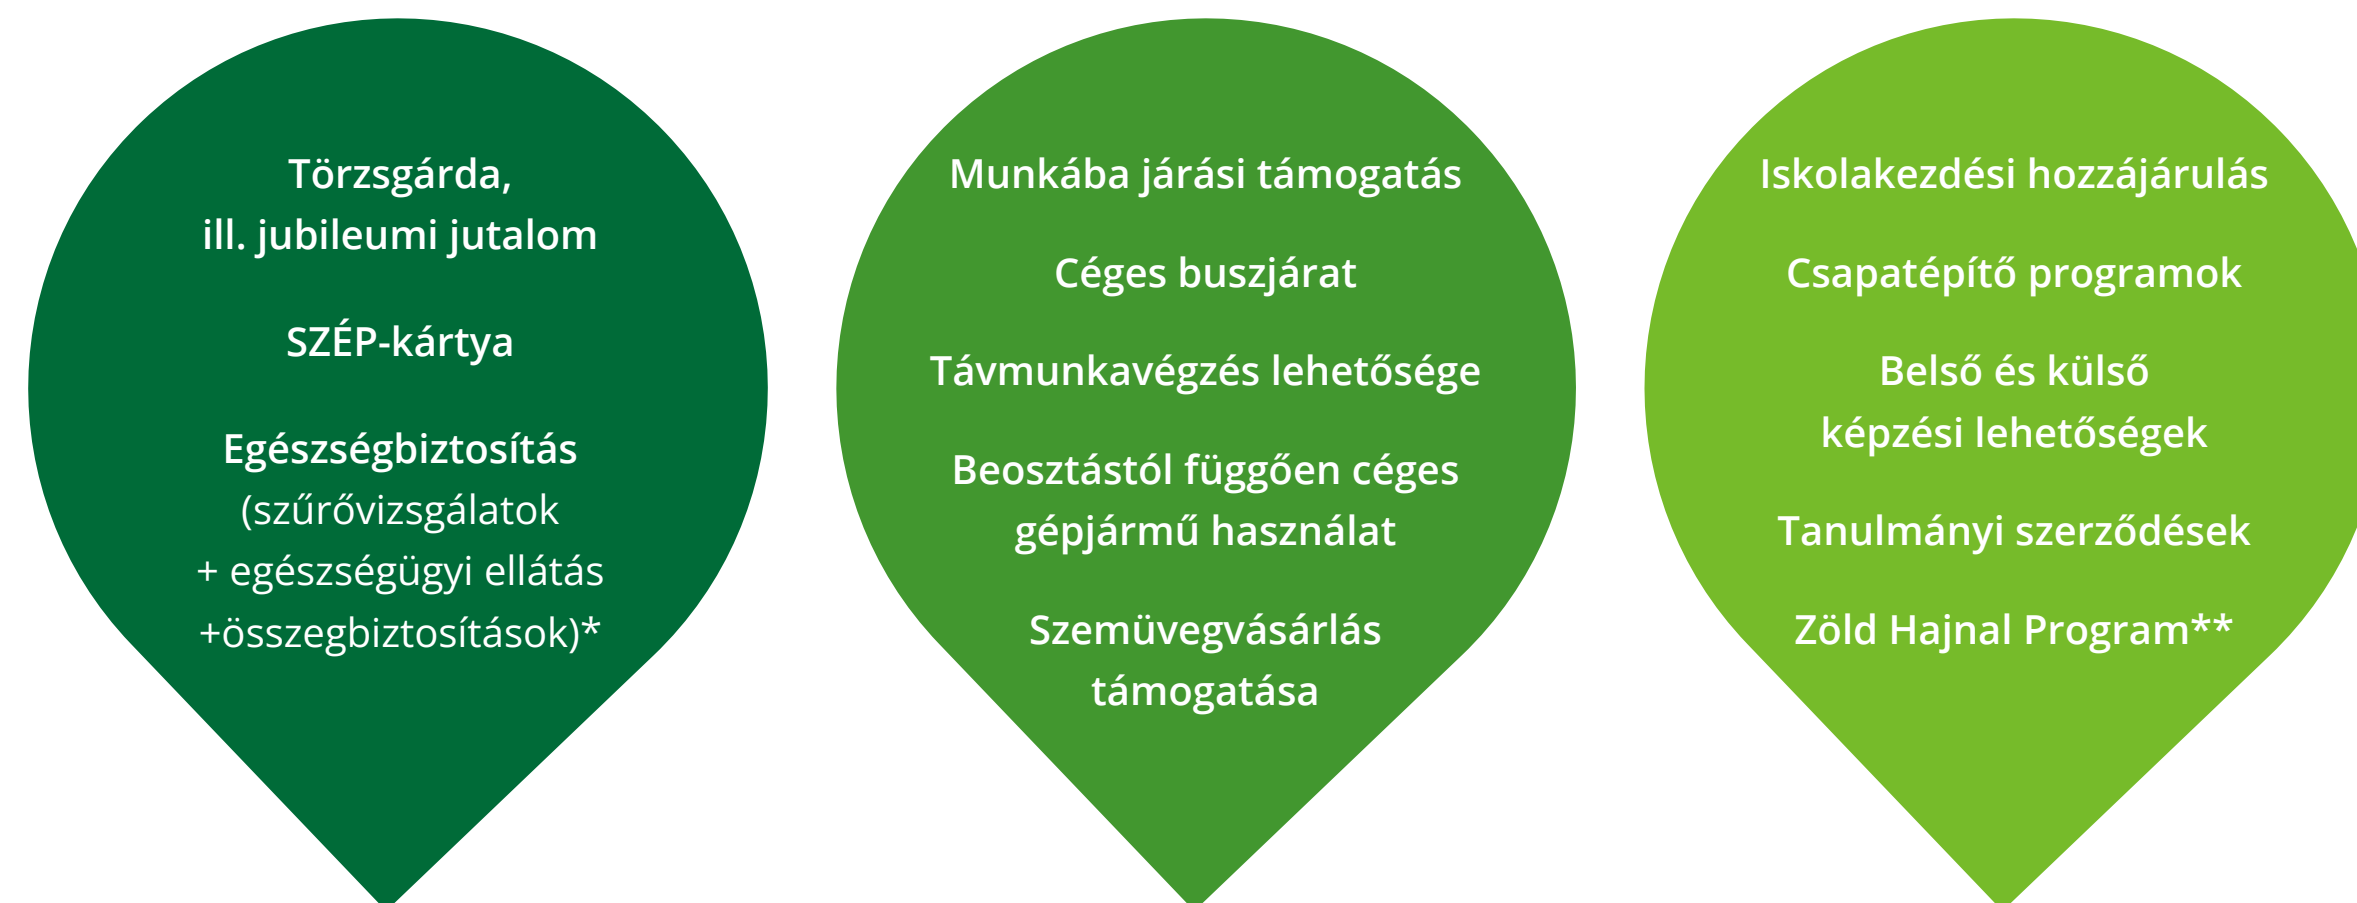 Törzsgárda,
ill. jubileumi jutalom
SZÉP-kártya
Egészségbiztosítás
(szűrővizsgálatok
+ egészségügyi ellátás
+összegbiztosítások)*
Munkába járási támogatás
Céges buszjárat
Távmunkavégzés lehetősége
Beosztástól függően céges
gépjármű használat
Szemüvegvásárlás
támogatása
Iskolakezdési hozzájárulás
Csapatépítő programok
Belső és külső
képzési lehetőségek
Tanulmányi szerződések
Zöld Hajnal Program**